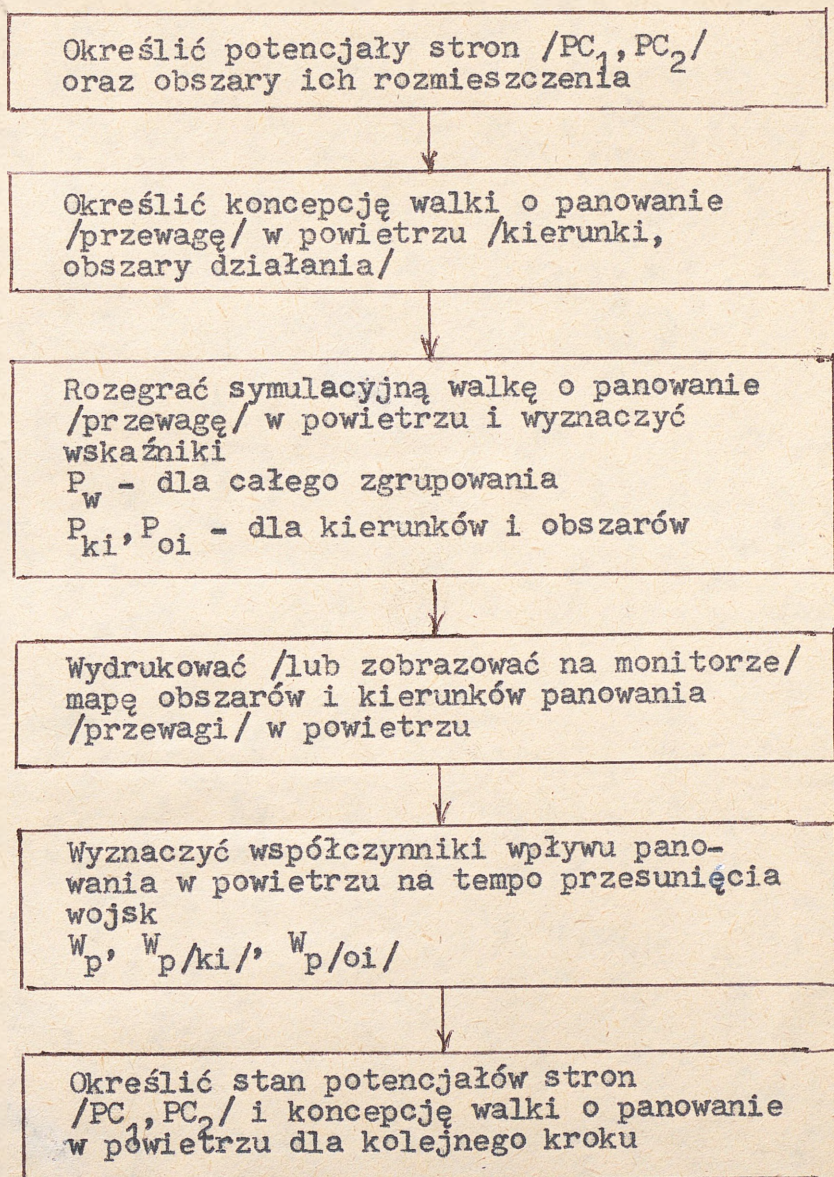 Określić potencjały stron /PC₁,PC₂/
oraz obszary ich rozmieszczenia
Określić koncepcję walki o panowanie
/przewagę/ w powietrzu /kierunki,
obszary działania/
Rozegrać symulacyjną walkę o panowanie
/przewagę/ w powietrzu i wyznaczyć
wskaźniki
Pw - dla całego zgrupowania
Pki,Poi - dla kierunków i obszarów
Wydrukować /lub zobrazować na monitorze/
mapę obszarów i kierunków panowania
/przewagi/ w powietrzu
Wyznaczyć współczynniki wpływu pano-
wania w powietrzu na tempo przesunięcia
wojsk
Wp, Wp/ki/, Wp/oi/
Określić stan potencjałów stron
/PC₁,PC₂/ i koncepcję walki o panowanie
w powietrzu dla kolejnego kroku